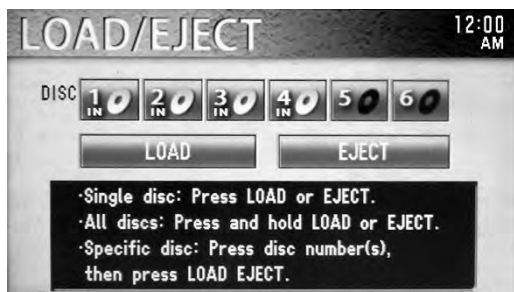 LOAD/EJECT
12:00
AM
DISC 1 IN 2 IN 3 IN 4 IN 5 6
LOAD EJECT
·Single disc: Press LOAD or EJECT.
·All discs: Press and hold LOAD or EJECT.
·Specific disc: Press disc number(s),
then press LOAD EJECT.